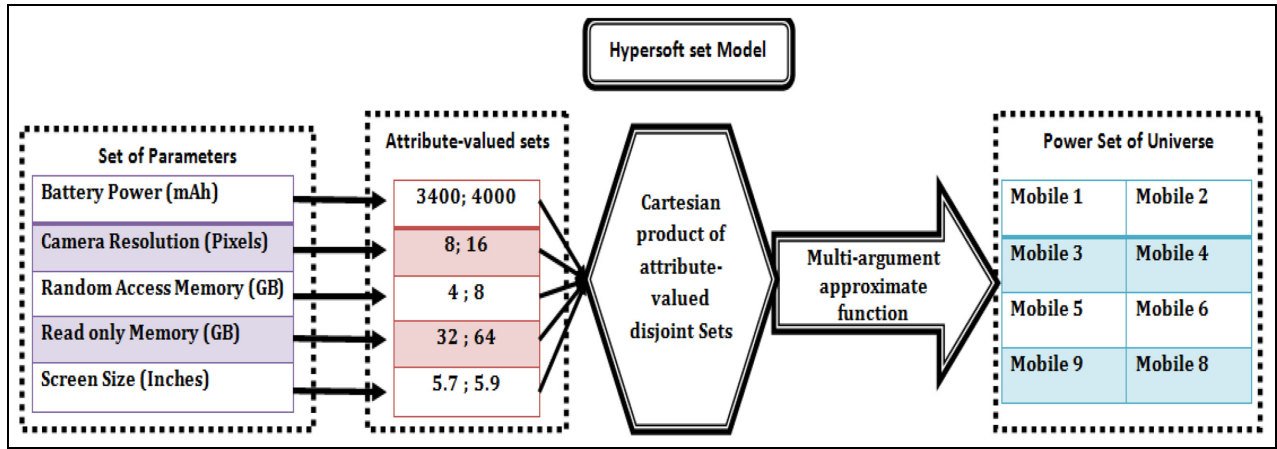 Hypersoft set Model
Set of Parameters
Battery Power (mAh)
Camera Resolution (Pixels)
Random Access Memory (GB)
Read only Memory (GB)
Screen Size (Inches)
Attribute-valued sets
3400; 4000
8; 16
4 ; 8
32 ; 64
5.7 ; 5.9
Cartesian
product of
attribute-
valued
disjoint Sets
Multi-argument
approximate
function
Power Set of Universe
Mobile 1 Mobile 2
Mobile 3 Mobile 4
Mobile 5 Mobile 6
Mobile 9 Mobile 8